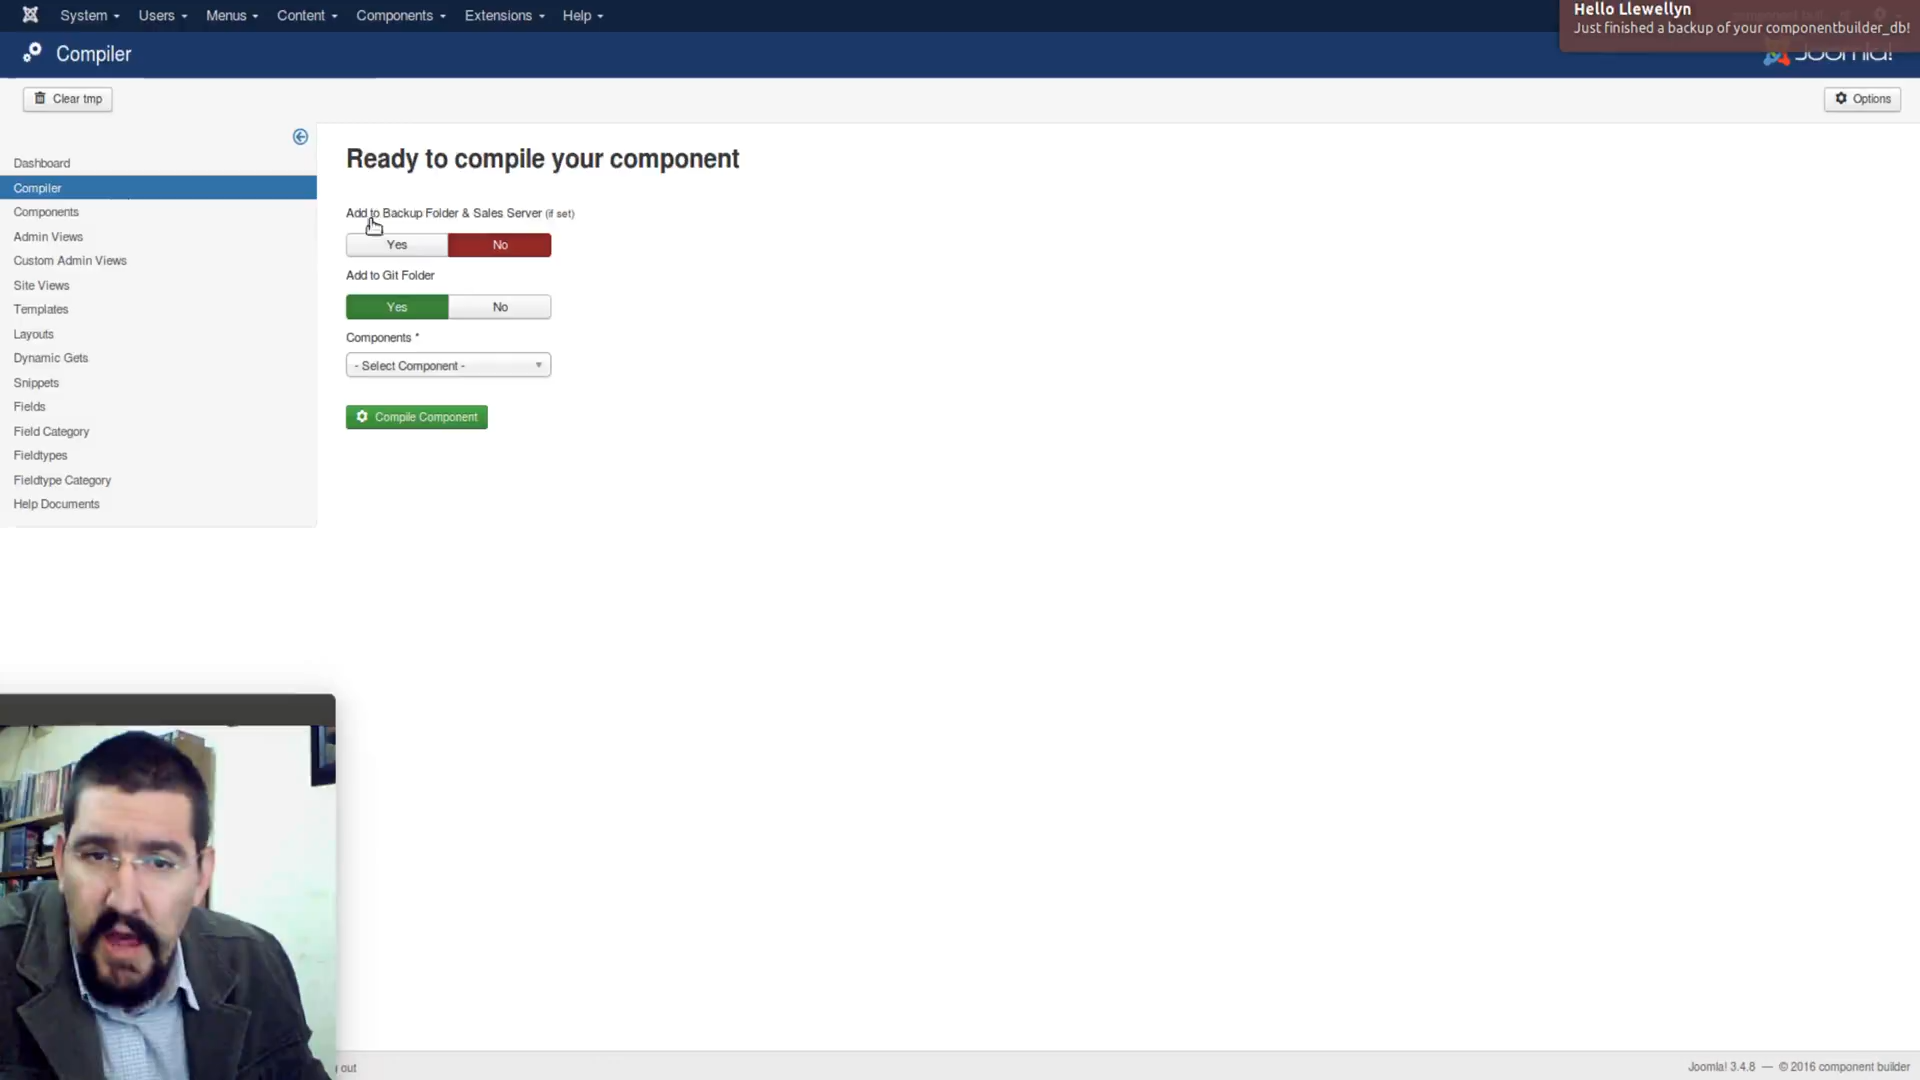 System Users Menus Content Components Extensions Help
Hello Llewellyn
Just finished a backup of your componentbuilder_db!
Compiler
Joomla!
Clear tmp
Options
Dashboard
Compiler
Components
Admin Views
Custom Admin Views
Site Views
Templates
Layouts
Dynamic Gets
Snippets
Fields
Field Category
Fieldtypes
Fieldtype Category
Help Documents
Ready to compile your component
Add to Backup Folder & Sales Server (if set)
Yes No
Add to Git Folder
Yes No
Components *
- Select Component -
Compile Component
out
Joomla! 3.4.8 — © 2016 component builder